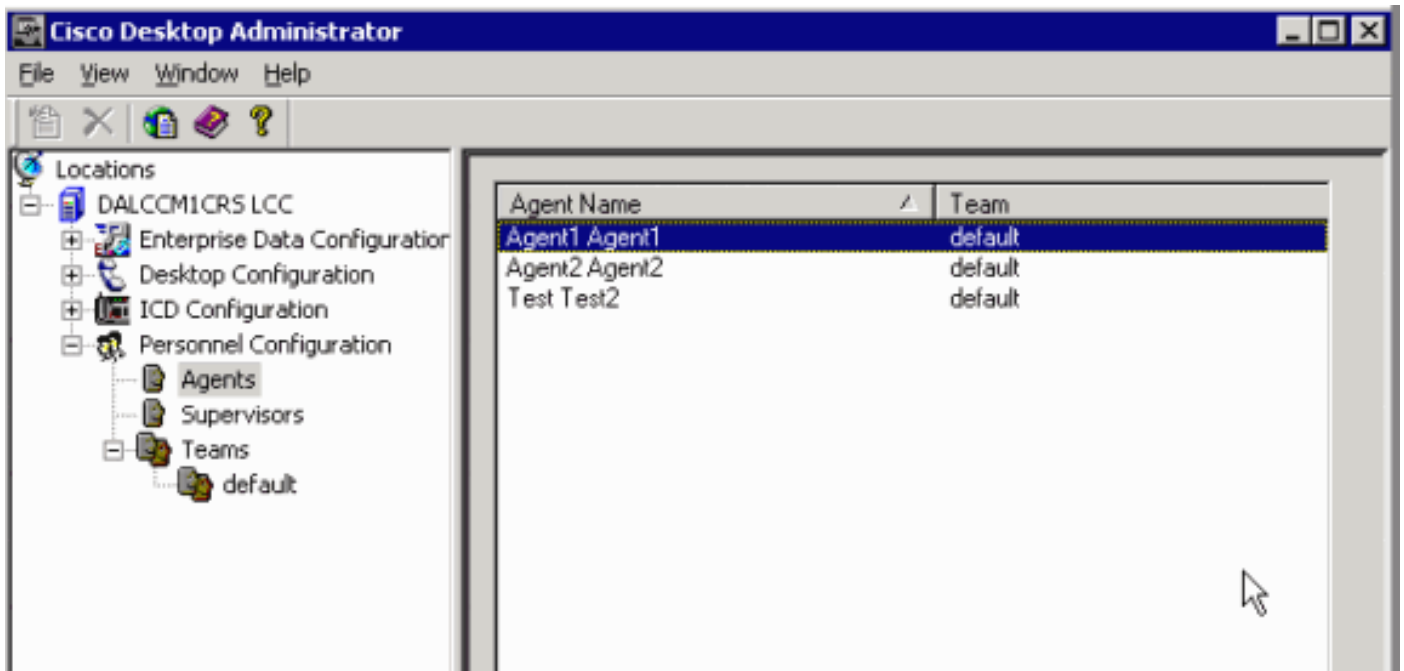 Cisco Desktop Administrator
File View Window Help
Locations
DALCCM1CRS LCC
Enterprise Data Configuration
Desktop Configuration
ICD Configuration
Personnel Configuration
Agents
Supervisors
Teams
default
Agent Name Team
Agent1 Agent1 default
Agent2 Agent2 default
Test Test2 default